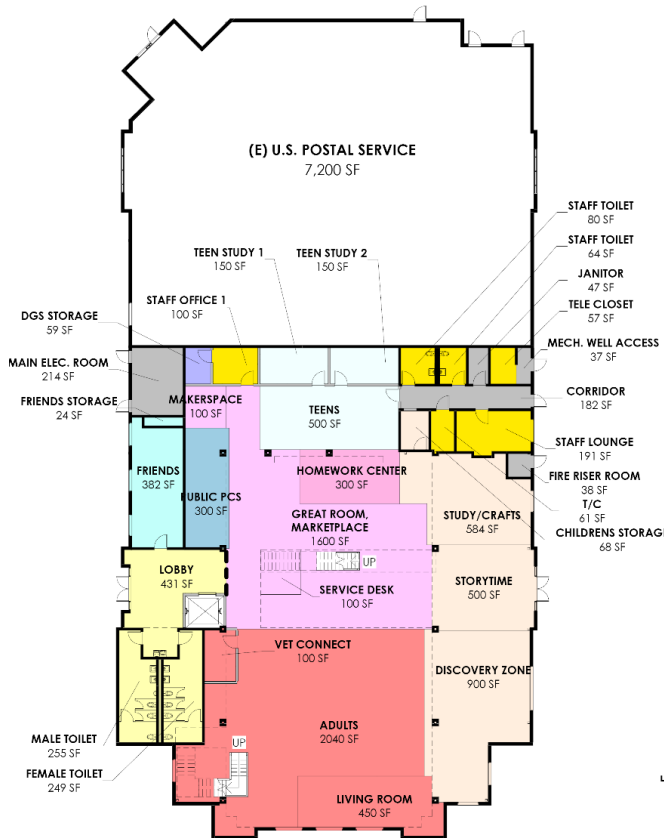 (E) U.S. POSTAL SERVICE
7,200 SF
STAFF TOILET
80 SF
STAFF TOILET
64 SF
TEEN STUDY 1
150 SF
TEEN STUDY 2
150 SF
JANITOR
47 SF
STAFF OFFICE 1
100 SF
TELE CLOSET
57 SF
DGS STORAGE
59 SF
MECH. WELL ACCESS
37 SF
MAIN ELEC. ROOM
214 SF
MAKERSPACE
100 SF
CORRIDOR
182 SF
FRIENDS STORAGE
24 SF
TEENS
500 SF
STAFF LOUNGE
191 SF
FRIENDS
382 SF
HOMEWORK CENTER
300 SF
FIRE RISER ROOM
38 SF
PUBLIC PCS
300 SF
T/C
61 SF
GREAT ROOM,
MARKETPLACE
1600 SF
STUDY/CRAFTS
584 SF
CHILDRENS STORAGE
68 SF
UP
LOBBY
431 SF
SERVICE DESK
100 SF
STORYTIME
500 SF
VET CONNECT
100 SF
DISCOVERY ZONE
900 SF
MALE TOILET
255 SF
ADULTS
2040 SF
UP
FEMALE TOILET
249 SF
LIVING ROOM
450 SF